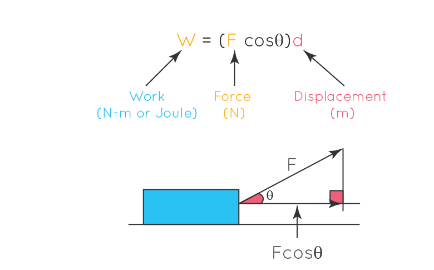 W = (F cosθ)d
Work Force Displacement
(N-m or Joule) (N) (m)
F
θ
Fcosθ